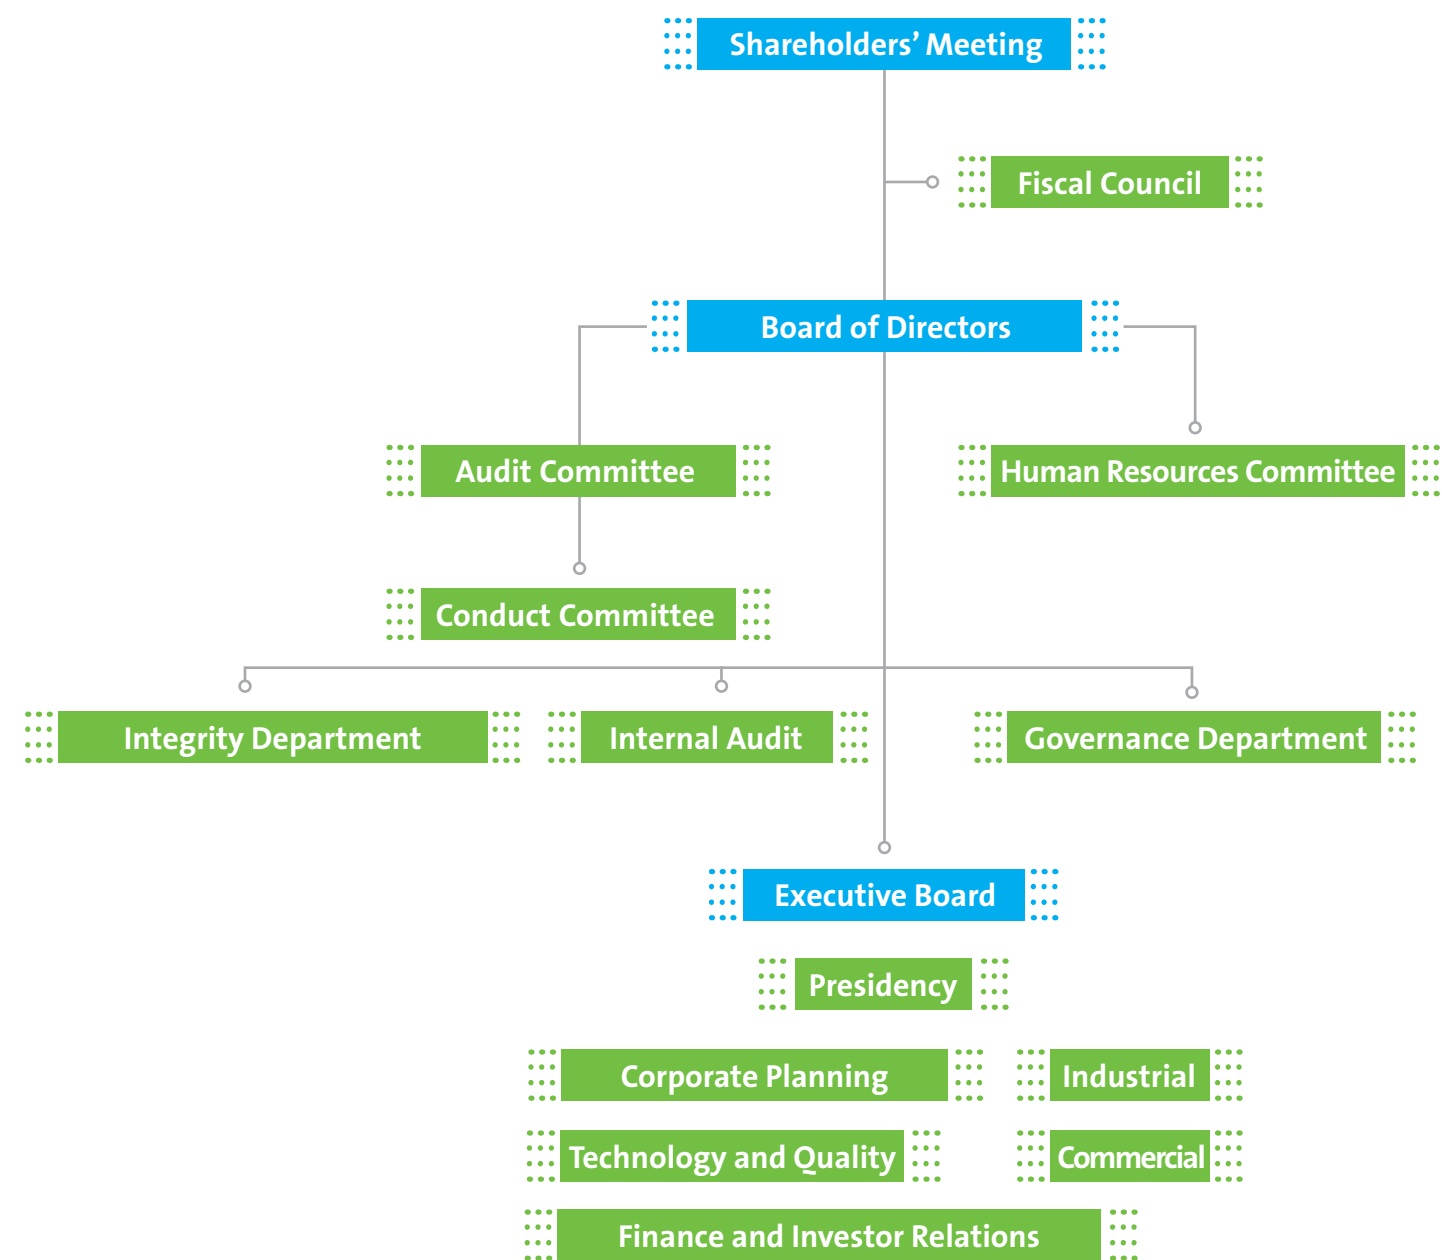 Shareholders’ Meeting
Fiscal Council
Board of Directors
Audit Committee
Human Resources Committee
Conduct Committee
Integrity Department
Internal Audit
Governance Department
Executive Board
Presidency
Corporate Planning
Industrial
Technology and Quality
Commercial
Finance and Investor Relations